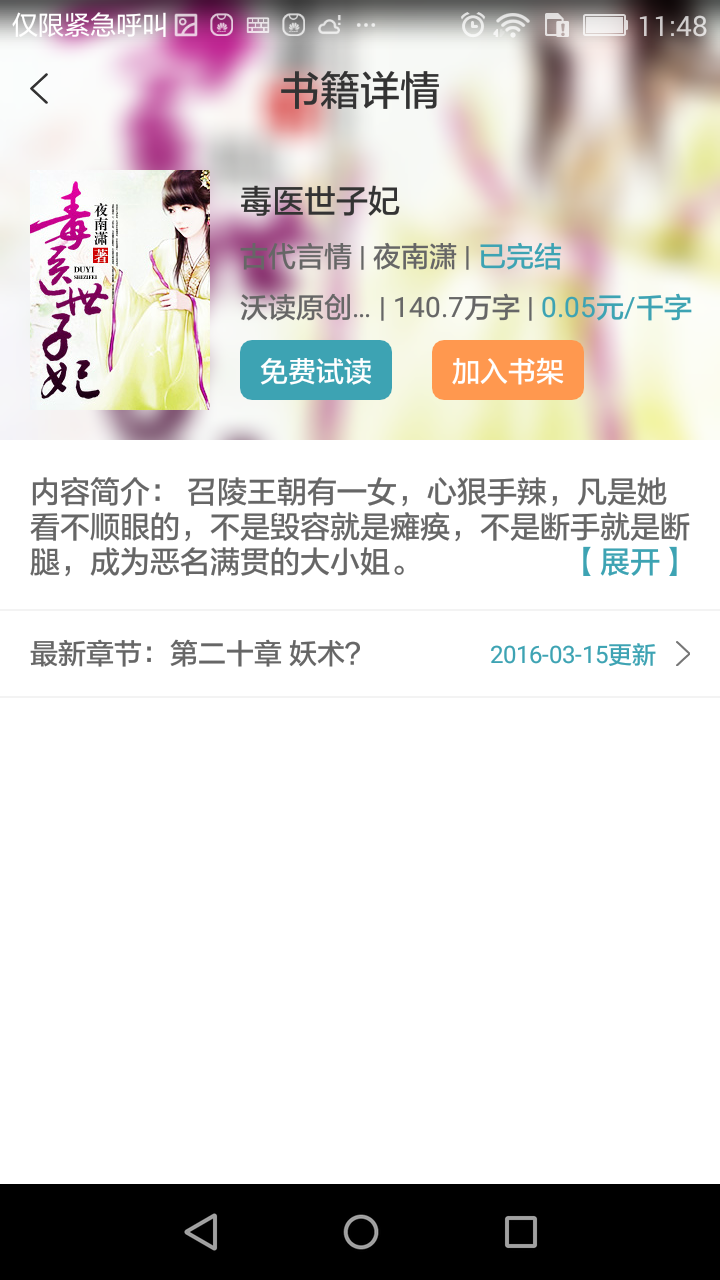 仅限紧急呼叫 11:48
书籍详情
毒医世子妃
夜南潇 著
DUYI
SHIZIFEI
毒医世子妃
古代言情 | 夜南潇 | 已完结
沃读原创... | 140.7万字 | 0.05元/千字
免费试读 加入书架
内容简介： 召陵王朝有一女，心狠手辣，凡是她
看不顺眼的，不是毁容就是瘫痪，不是断手就是断
腿，成为恶名满贯的大小姐。 【 展开 】
最新章节：第二十章 妖术? 2016-03-15更新